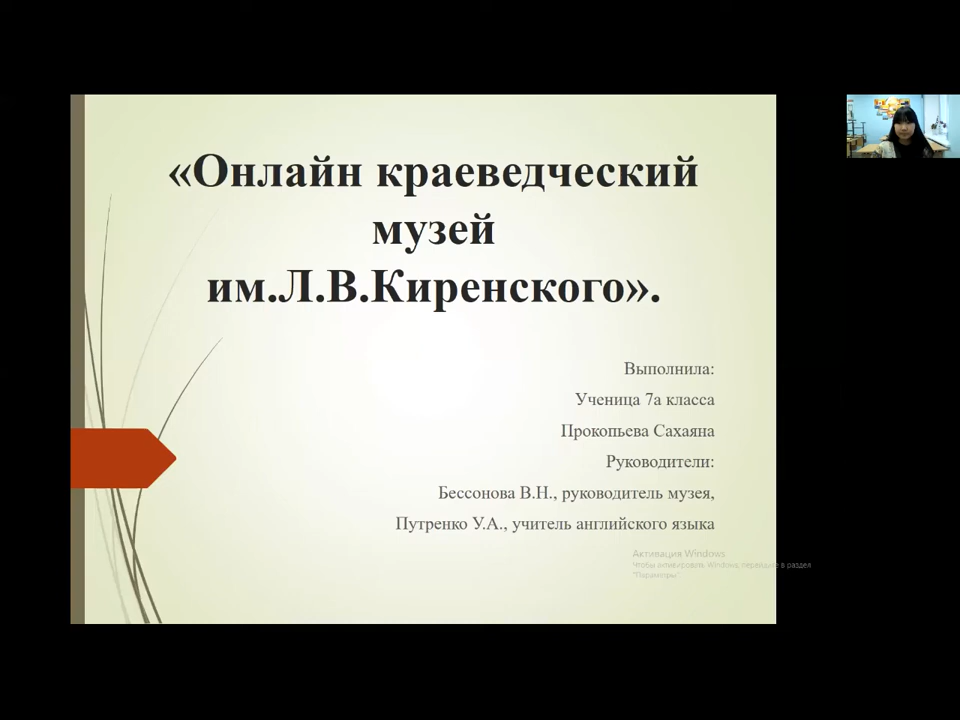 «Онлайн краеведческий
музей
им.Л.В.Киренского».
Выполнила:
Ученица 7а класса
Прокопьева Сахаяна
Руководители:
Бессонова В.Н., руководитель музея,
Путренко У.А., учитель английского языка
Активация Windows
Чтобы активировать Windows, перейдите в раздел
"Параметры".